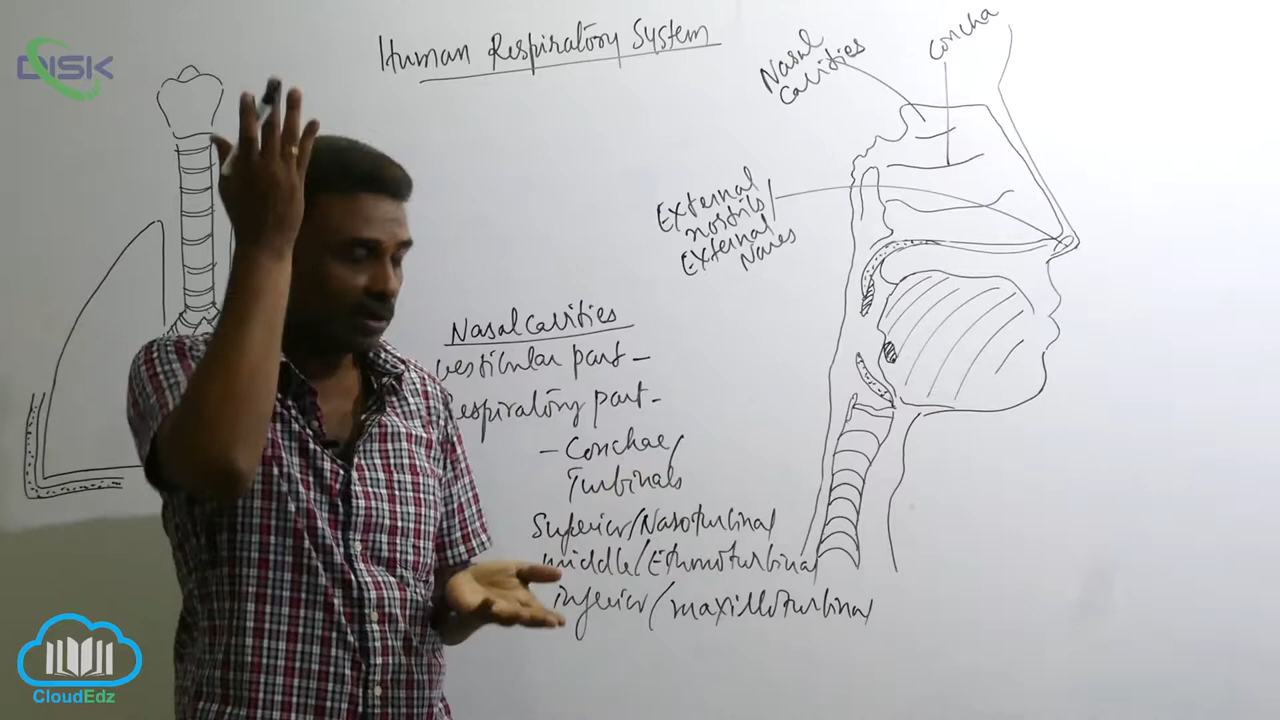 DISK
Human Respiratory System
Nasal
cavities
concha
External
nostrils/
External
Nares
Nasal cavities
vestibular part –
Respiratory part –
– Conchae/
Turbinals
Superior/Nasoturbinal
middle/Ethmoturbinal
inferior/maxilloturbinal
CloudEdz